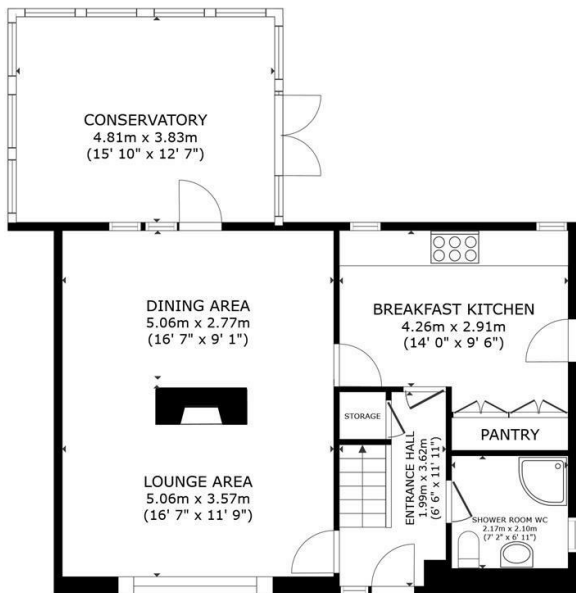 CONSERVATORY
4.81m x 3.83m
(15' 10" x 12' 7")
DINING AREA
5.06m x 2.77m
(16' 7" x 9' 1")
BREAKFAST KITCHEN
4.26m x 2.91m
(14' 0" x 9' 6")
STORAGE
PANTRY
ENTRANCE HALL
1.99m x 3.62m
(6' 6" x 11' 11")
LOUNGE AREA
5.06m x 3.57m
(16' 7" x 11' 9")
SHOWER ROOM WC
2.17m x 2.10m
(7' 2" x 6' 11")